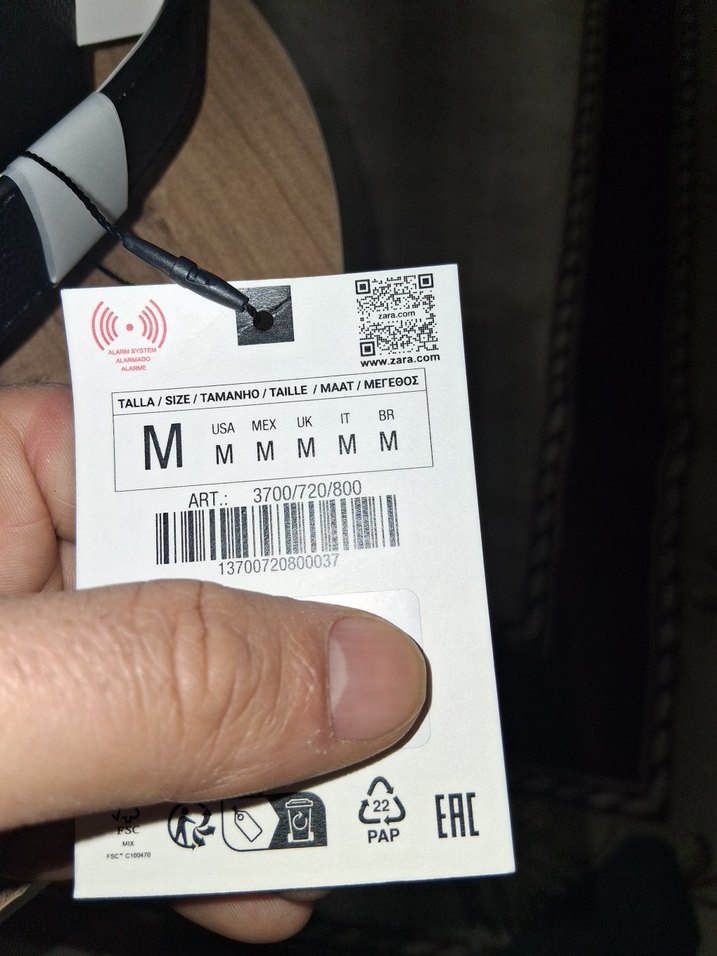 zara.com
www.zara.com
ALARM SYSTEM
ALARMADO
ALARME
TALLA / SIZE / TAMANHO / TAILLE / MAAT / ΜΕΓΕΘΟΣ
USA MEX UK IT BR
M M M M M M
ART.: 3700/720/800
13700720800037
22
PAP
FSC
MIX
FSC™ C100470
EAC